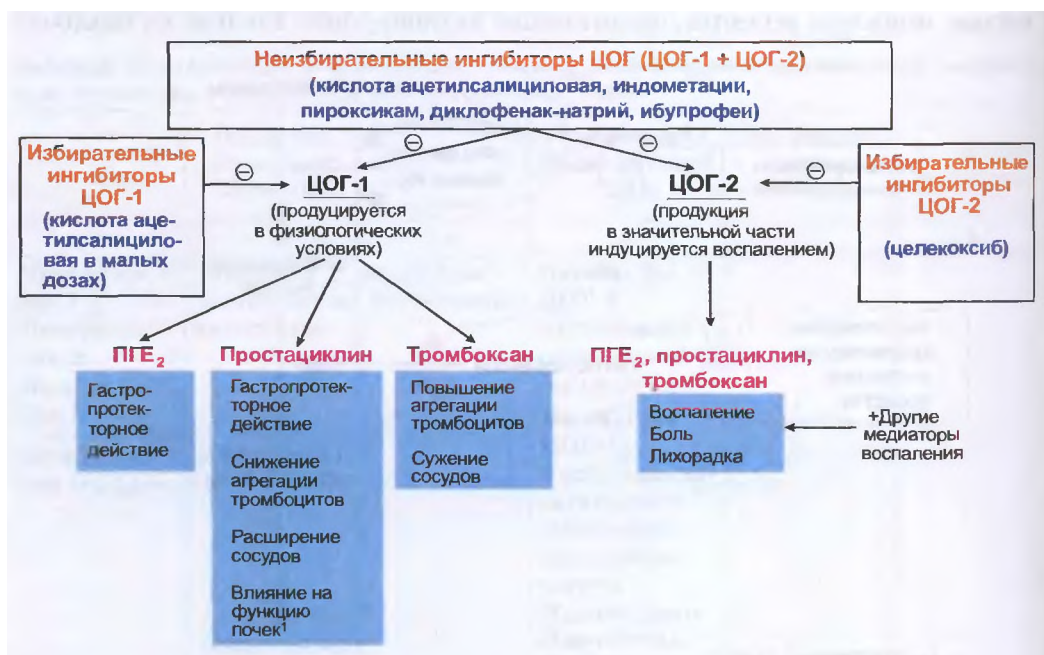 Неизбирательные ингибиторы ЦОГ (ЦОГ-1 + ЦОГ-2)
(кислота ацетилсалициловая, индометации,
пироксикам, диклофенак-натрий, ибупрофеи)
Избирательные
ингибиторы
ЦОГ-1
(кислота аце-
тилсалицило-
вая в малых
дозах)
⊖
⊖
⊖
⊖
ЦОГ-1
(продуцируется
в физиологических
условиях)
ЦОГ-2
(продукция
в значительной части
индуцируется воспалением)
Избирательные
ингибиторы
ЦОГ-2
(целекоксиб)
ПГЕ₂
Гастро-
протек-
торное
действие
Простациклин
Гастропротек-
торное
действие
Снижение
агрегации
тромбоцитов
Расширение
сосудов
Влияние на
функцию
почек¹
Тромбоксан
Повышение
агрегации
тромбоцитов
Сужение
сосудов
ПГЕ₂, простациклин,
тромбоксан
Воспаление
Боль
Лихорадка
+Другие
медиаторы
воспаления